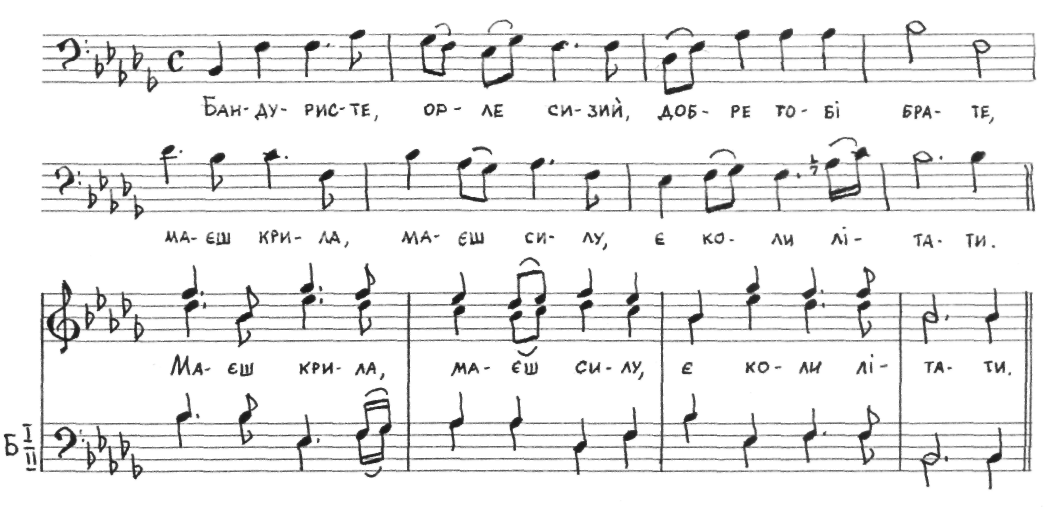 Бан-ду-рис-те, ор-ле си-зий, доб-ре то-бі бра-те,
ма-єш кри-ла, ма-єш си-лу, є ко-ли лі-та-ти.
Ма-єш кри-ла, ма-єш си-лу, є ко-ли лі-та-ти.
Б I
II